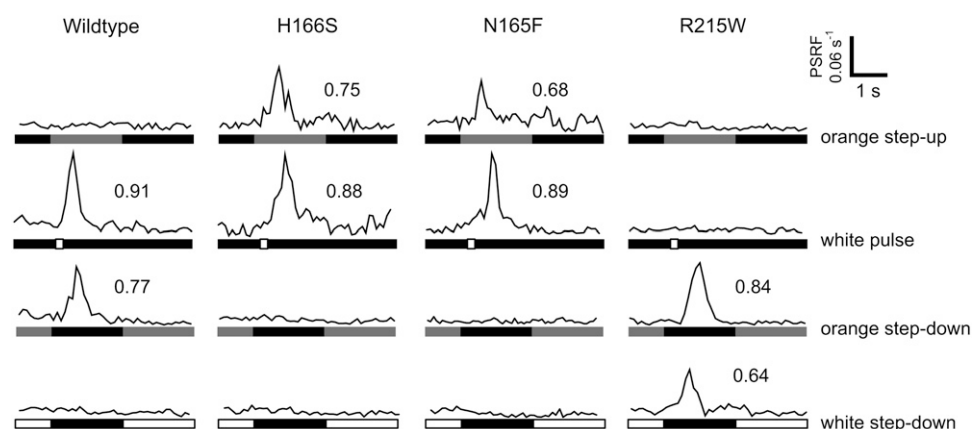 Wildtype H166S N165F R215W
PSRF
0.06 s⁻¹
1 s
0.75 0.68
orange step-up
0.91 0.88 0.89
white pulse
0.77 0.84
orange step-down
0.64
white step-down